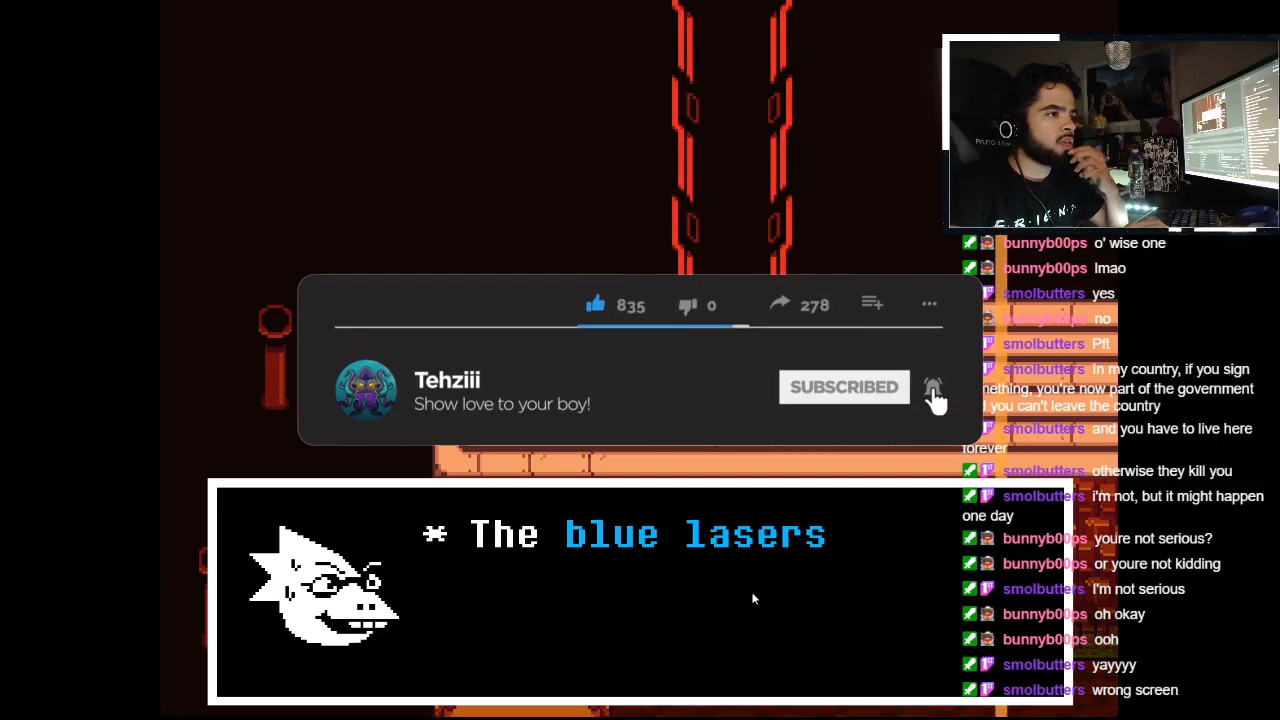 835 0 278
Tehziii
Show love to your boy!
SUBSCRIBED
* The blue lasers
F·R·I·E·N
bunnyb00ps o' wise one
bunnyb00ps lmao
smolbutters yes
bunnyb00ps no
smolbutters Pft
smolbutters In my country, if you sign
mething, you're now part of the government
d you can't leave the country
smolbutters and you have to live here
forever
smolbutters otherwise they kill you
smolbutters i'm not, but it might happen
one day
bunnyb00ps youre not serious?
bunnyb00ps or youre not kidding
smolbutters I'm not serious
bunnyb00ps oh okay
bunnyb00ps ooh
smolbutters yayyyy
smolbutters wrong screen